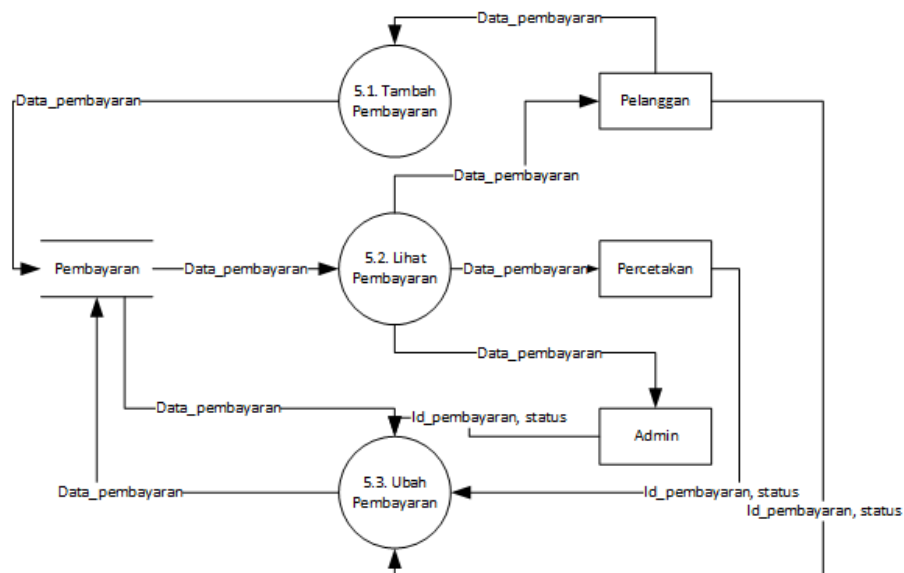 Data_pembayaran
5.1. Tambah
Pembayaran
Pelanggan
Data_pembayaran
Data_pembayaran
Pembayaran
Data_pembayaran
5.2. Lihat
Pembayaran
Data_pembayaran
Percetakan
Data_pembayaran
Data_pembayaran
Id_pembayaran, status
Admin
5.3. Ubah
Pembayaran
Data_pembayaran
Id_pembayaran, status
Id_pembayaran, status